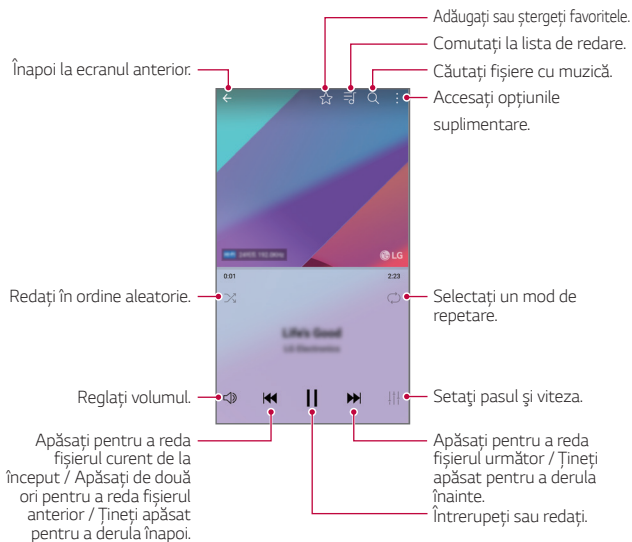 Adăugați sau ștergeți favoritele.
Comutați la lista de redare.
Înapoi la ecranul anterior.
Căutați fișiere cu muzică.
Accesați opțiunile
suplimentare.
LG
0:01
2:23
Redați în ordine aleatorie.
Selectați un mod de
repetare.
Life's Good
LG Electronics
Reglați volumul.
Setaţi pasul şi viteza.
Apăsați pentru a reda
fișierul curent de la
început / Apăsați de două
ori pentru a reda fișierul
anterior / Țineți apăsat
pentru a derula înapoi.
Apăsați pentru a reda
fișierul următor / Țineți
apăsat pentru a derula
înainte.
Întrerupeți sau redați.